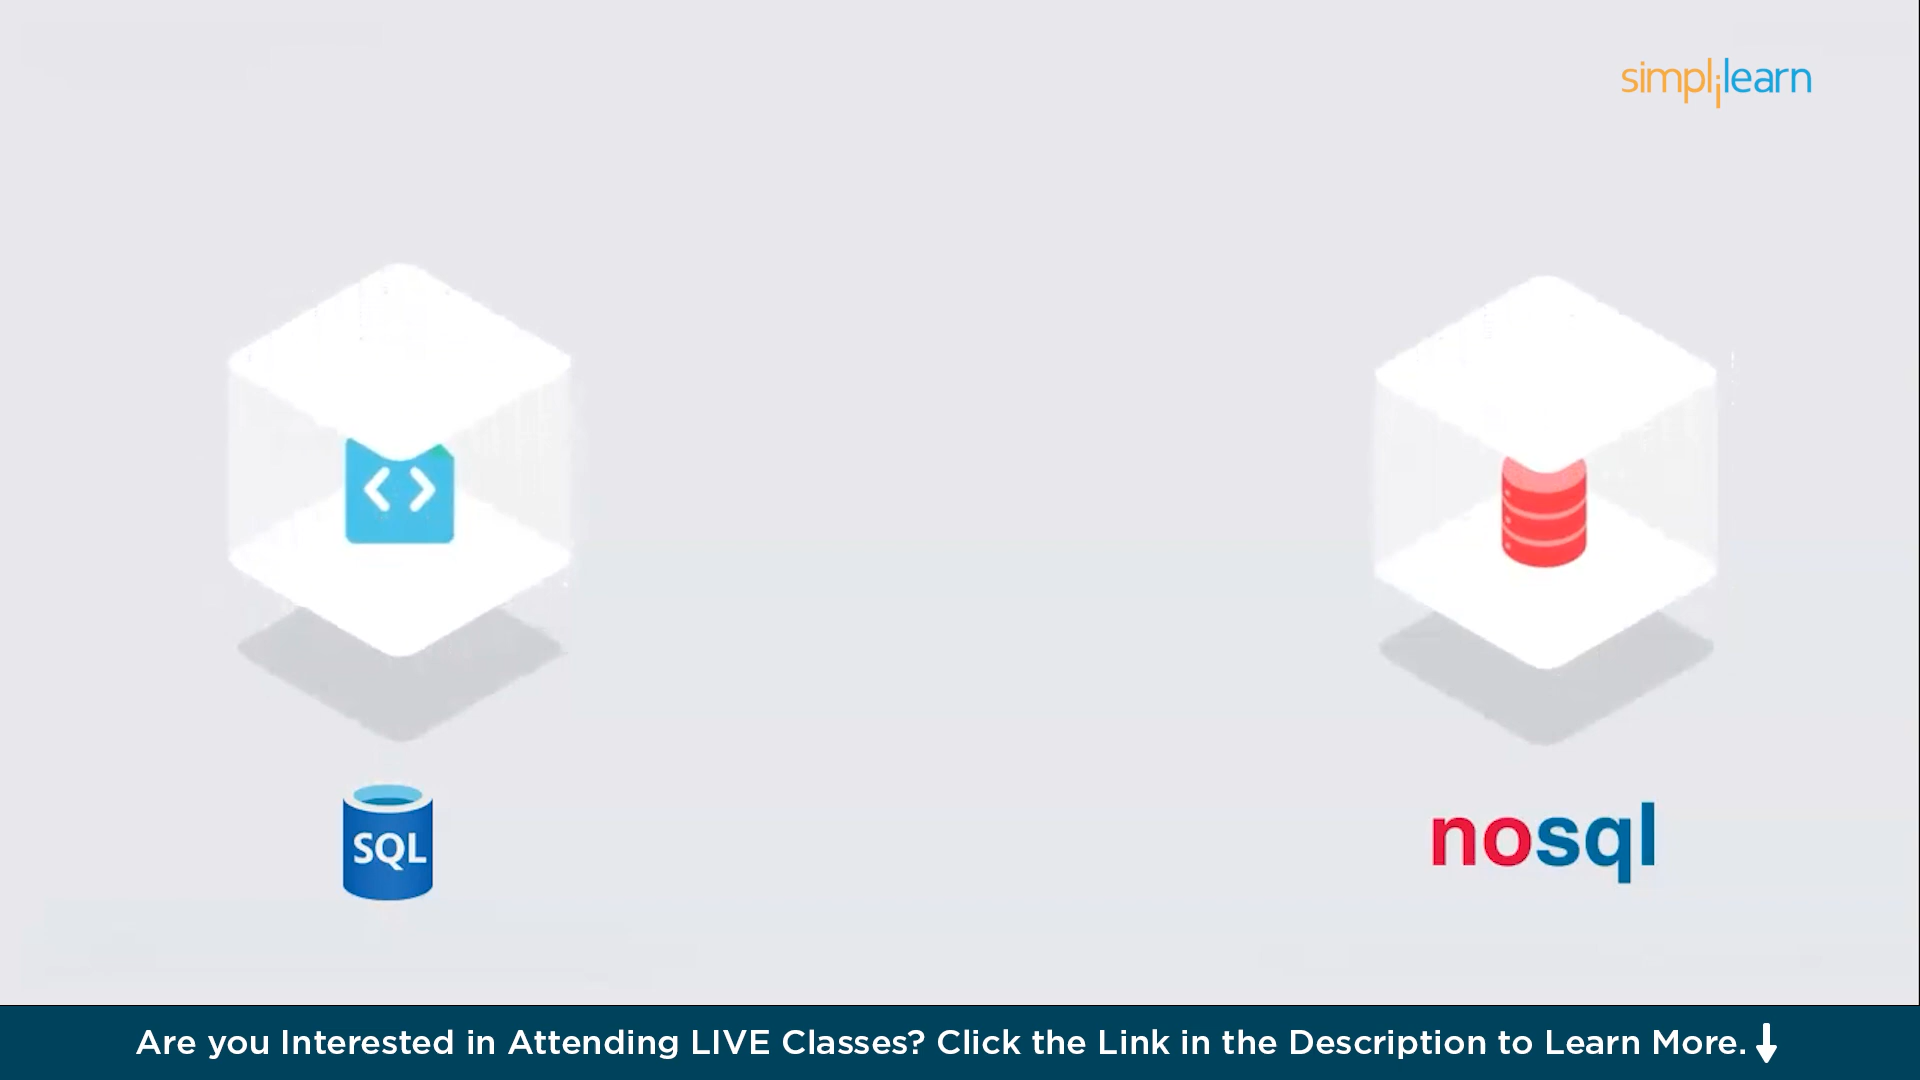 simplilearn
SQL
nosql
Are you Interested in Attending LIVE Classes? Click the Link in the Description to Learn More.